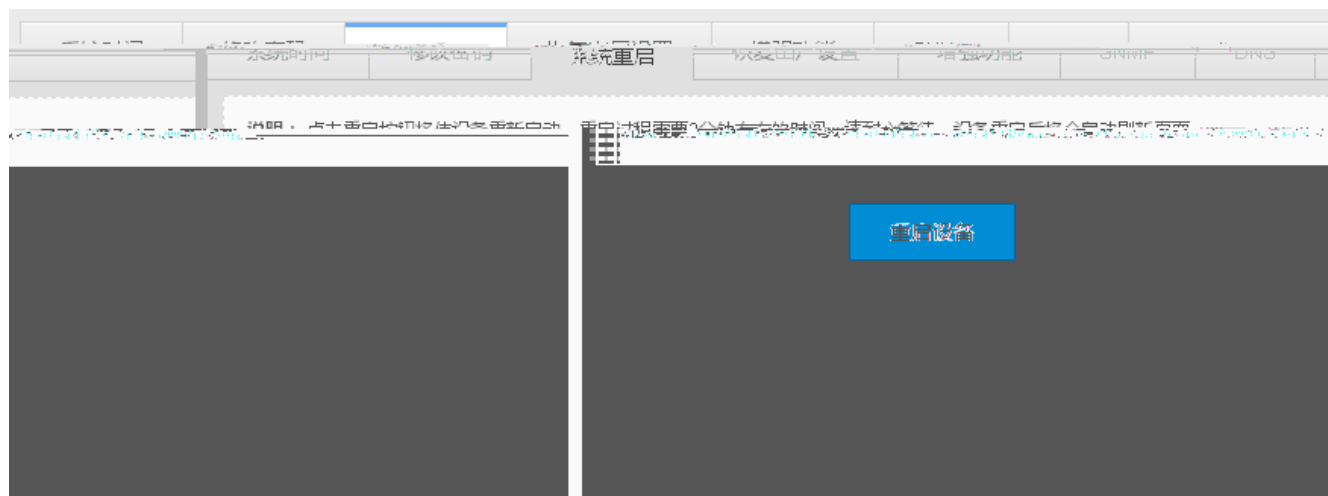 系统时间 修改密码 系统重启 恢复出厂设置 增强功能 SNMP DNS
说明：点击重启按钮将使设备重新启动。重启过程需要2分钟左右的时间，请耐心等待。设备重启后将会自动刷新页面
重启设备